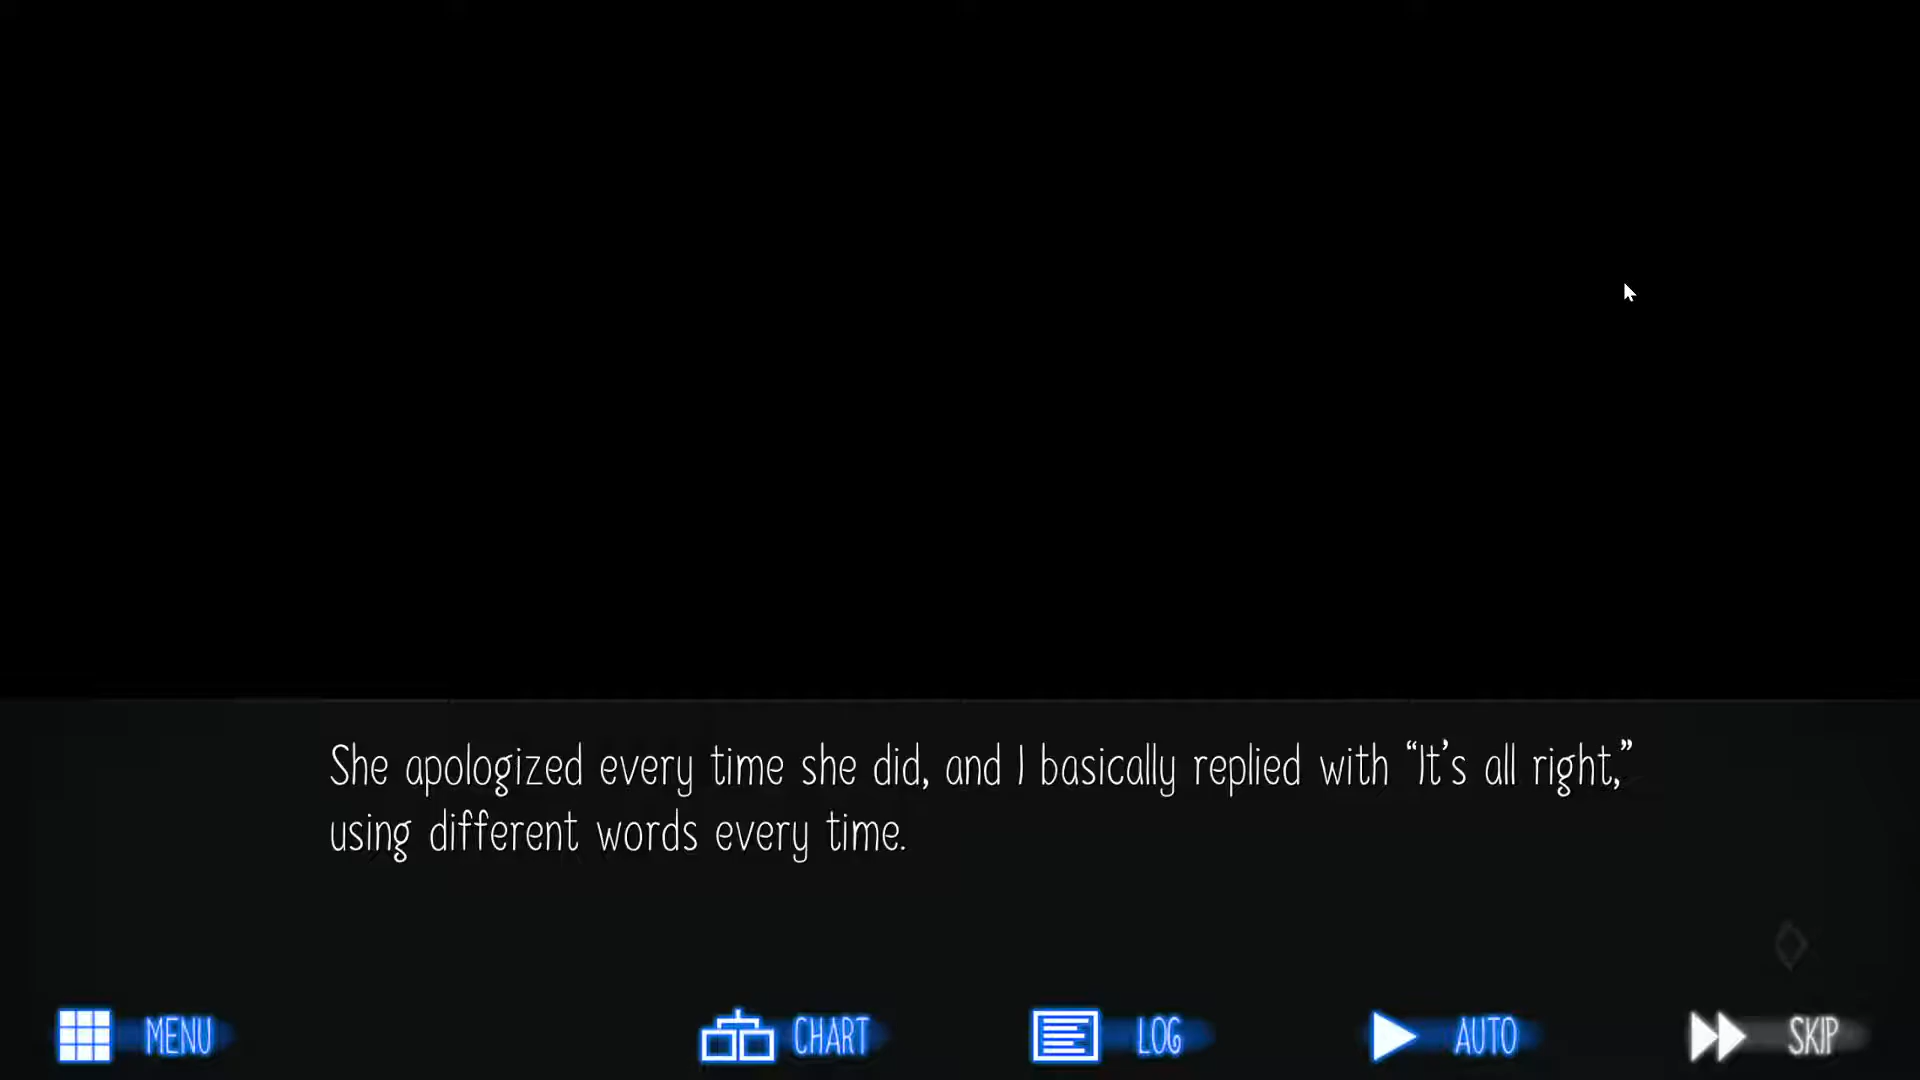 She apologized every time she did, and I basically replied with “It’s all right,”
using different words every time.
MENU
CHART
LOG
AUTO
SKIP